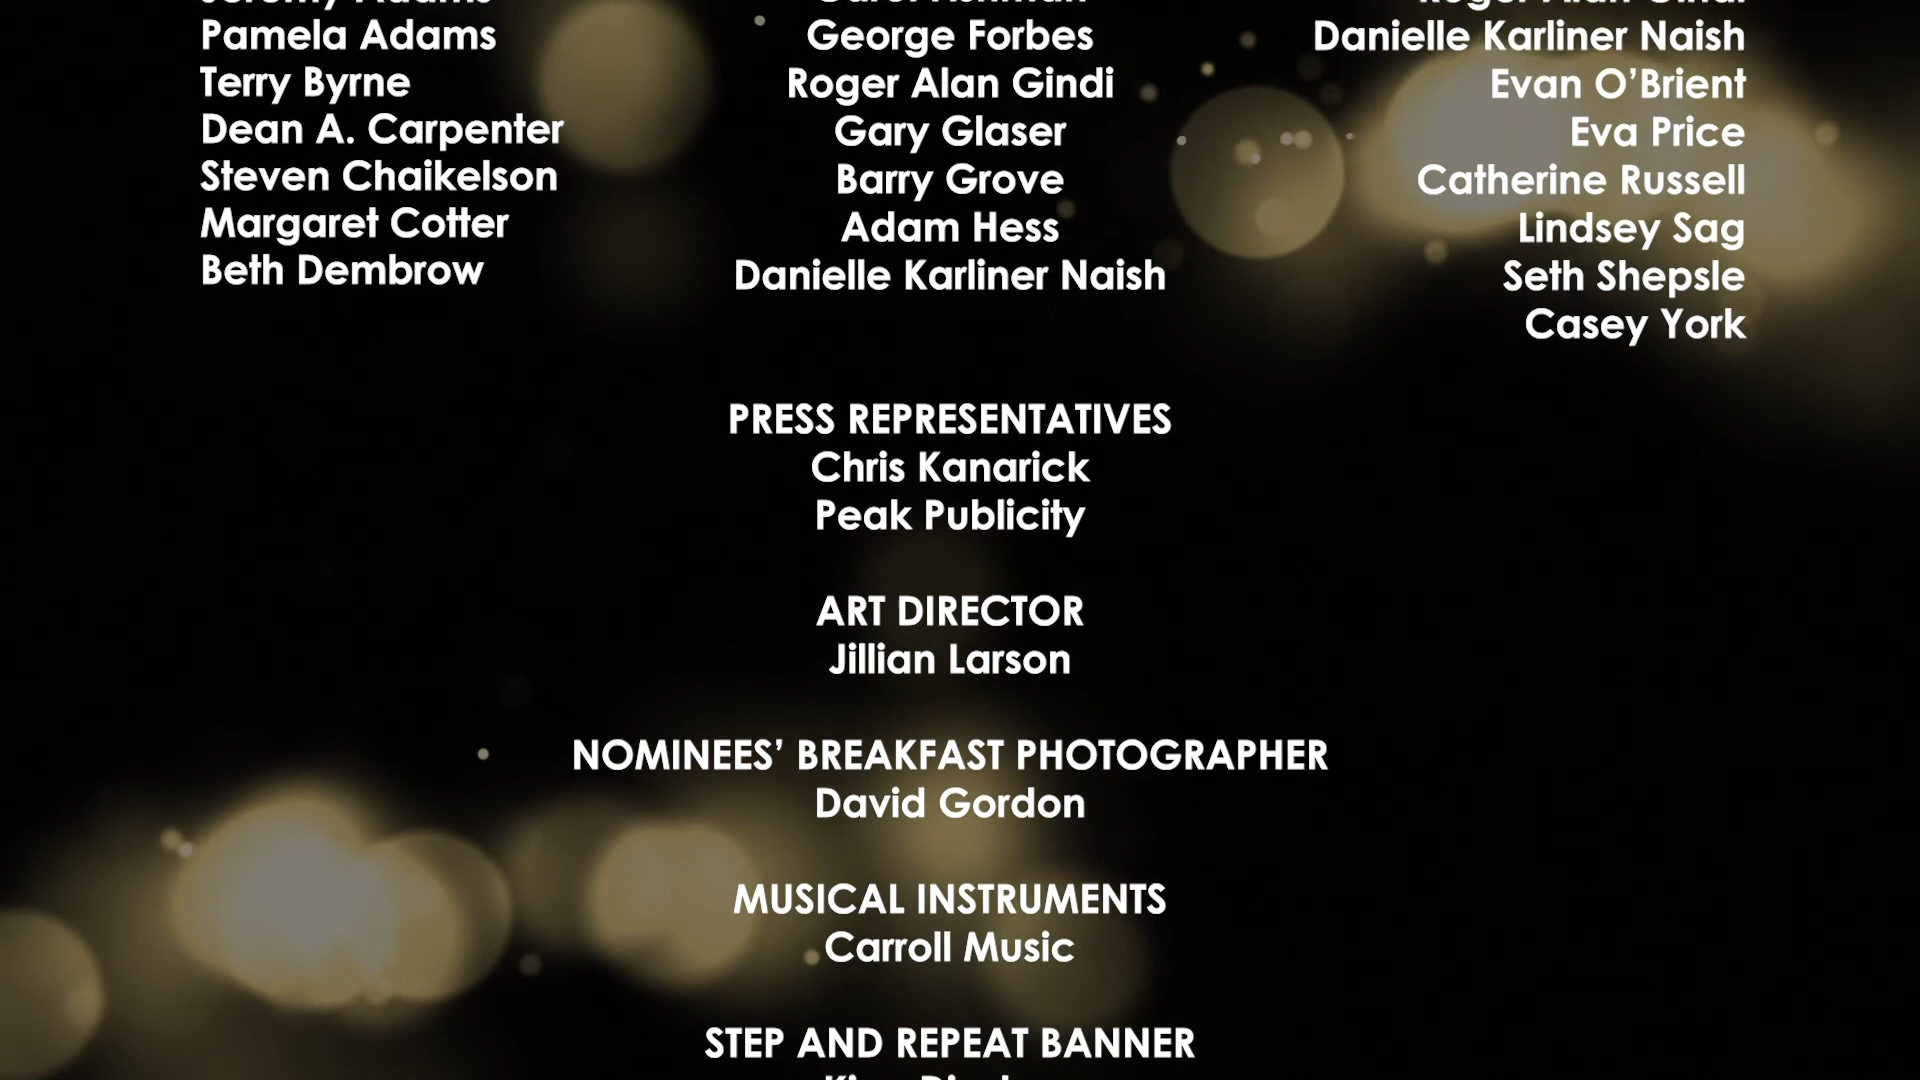 Pamela Adams
Terry Byrne
Dean A. Carpenter
Steven Chaikelson
Margaret Cotter
Beth Dembrow
George Forbes
Roger Alan Gindi
Gary Glaser
Barry Grove
Adam Hess
Danielle Karliner Naish
Roger Alan Gindi
Danielle Karliner Naish
Evan O’Brient
Eva Price
Catherine Russell
Lindsey Sag
Seth Shepsle
Casey York
PRESS REPRESENTATIVES
Chris Kanarick
Peak Publicity
ART DIRECTOR
Jillian Larson
NOMINEES’ BREAKFAST PHOTOGRAPHER
David Gordon
MUSICAL INSTRUMENTS
Carroll Music
STEP AND REPEAT BANNER